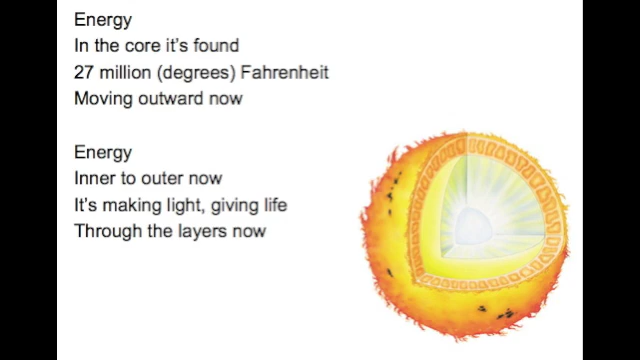 Energy
In the core it's found
27 million (degrees) Fahrenheit
Moving outward now
Energy
Inner to outer now
It's making light, giving life
Through the layers now